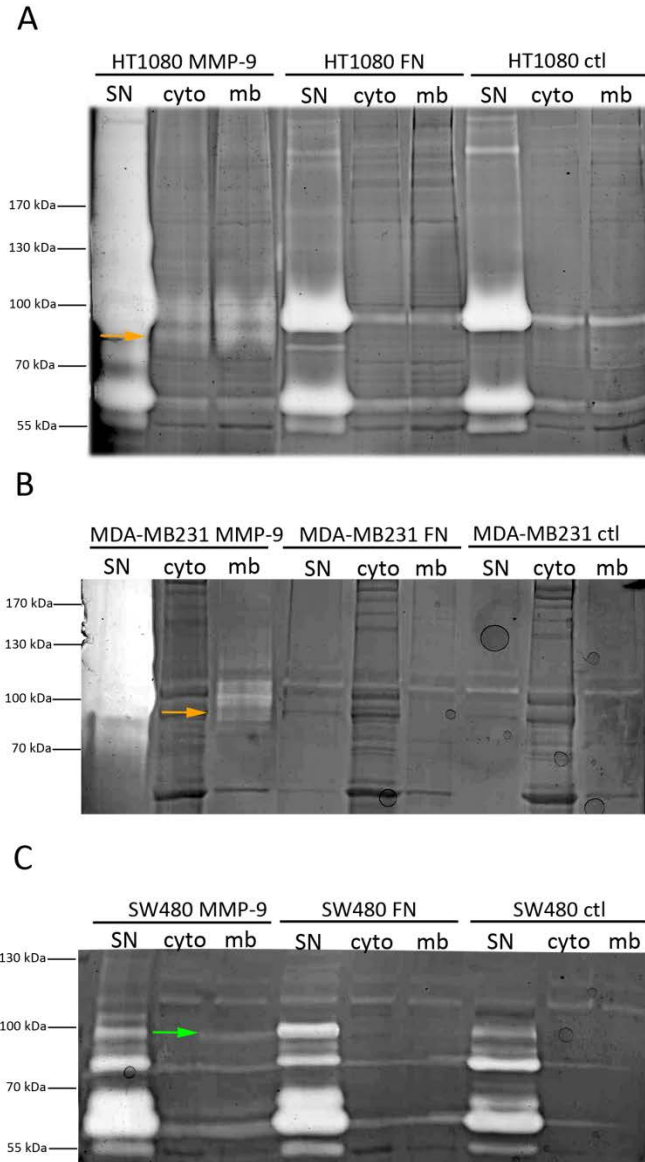 A
HT1080 MMP-9 HT1080 FN HT1080 ctl
SN cyto mb SN cyto mb SN cyto mb
170 kDa
130 kDa
100 kDa
70 kDa
55 kDa
B
MDA-MB231 MMP-9 MDA-MB231 FN MDA-MB231 ctl
SN cyto mb SN cyto mb SN cyto mb
170 kDa
130 kDa
100 kDa
70 kDa
C
SW480 MMP-9 SW480 FN SW480 ctl
SN cyto mb SN cyto mb SN cyto mb
130 kDa
100 kDa
70 kDa
55 kDa